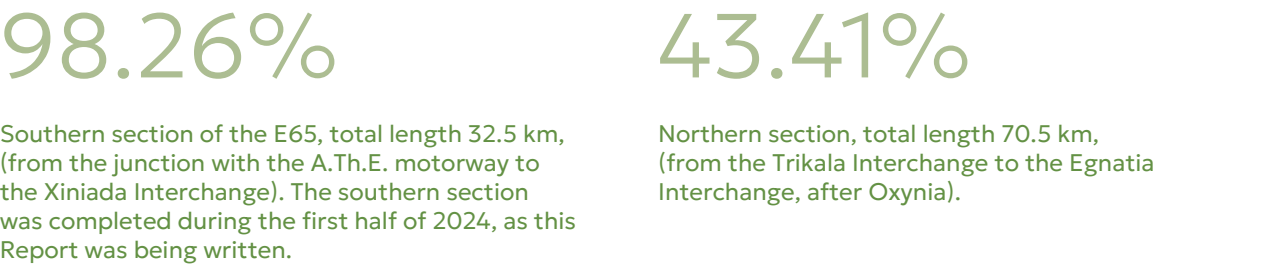 98.26%
Southern section of the E65, total length 32.5 km,
(from the junction with the A.Th.E. motorway to
the Xiniada Interchange). The southern section
was completed during the first half of 2024, as this
Report was being written.
43.41%
Northern section, total length 70.5 km,
(from the Trikala Interchange to the Egnatia
Interchange, after Oxynia).